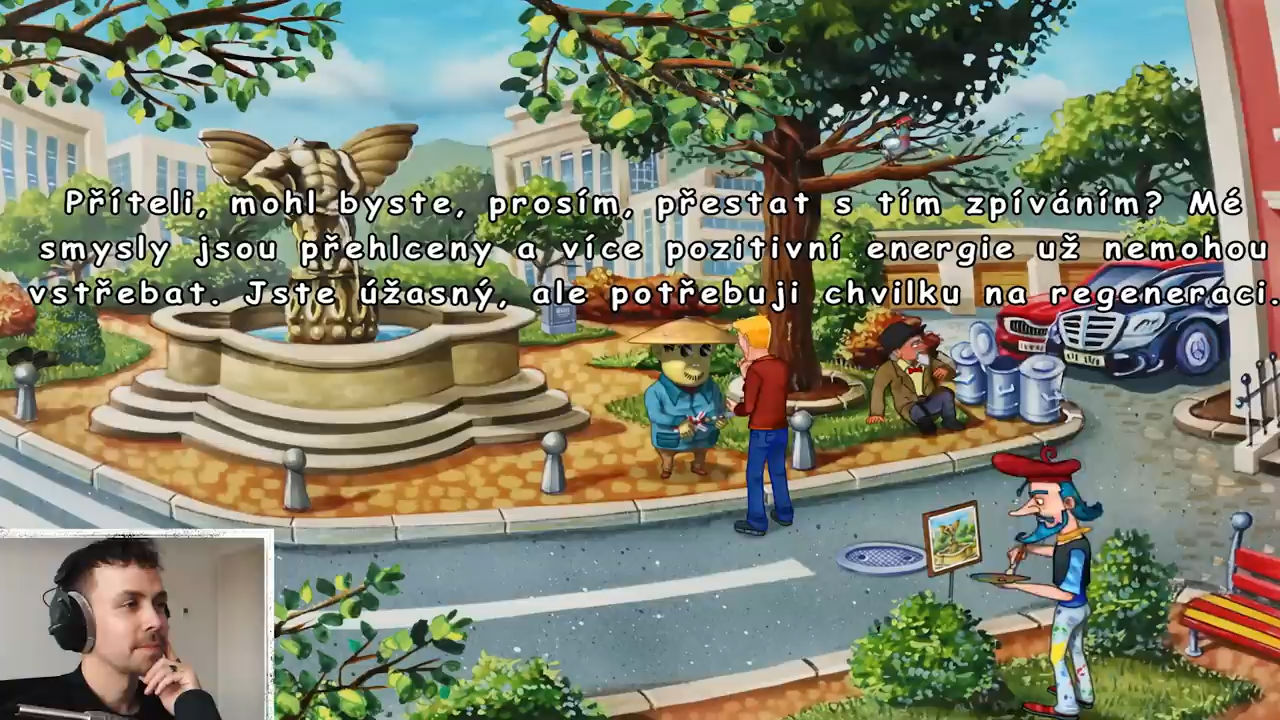 Příteli, mohl byste, prosím, přestat s tím zpíváním? Mé
smysly jsou přehlceny a více pozitivní energie už nemohou
vstřebat. Jste úžasný, ale potřebuji chvilku na regeneraci.